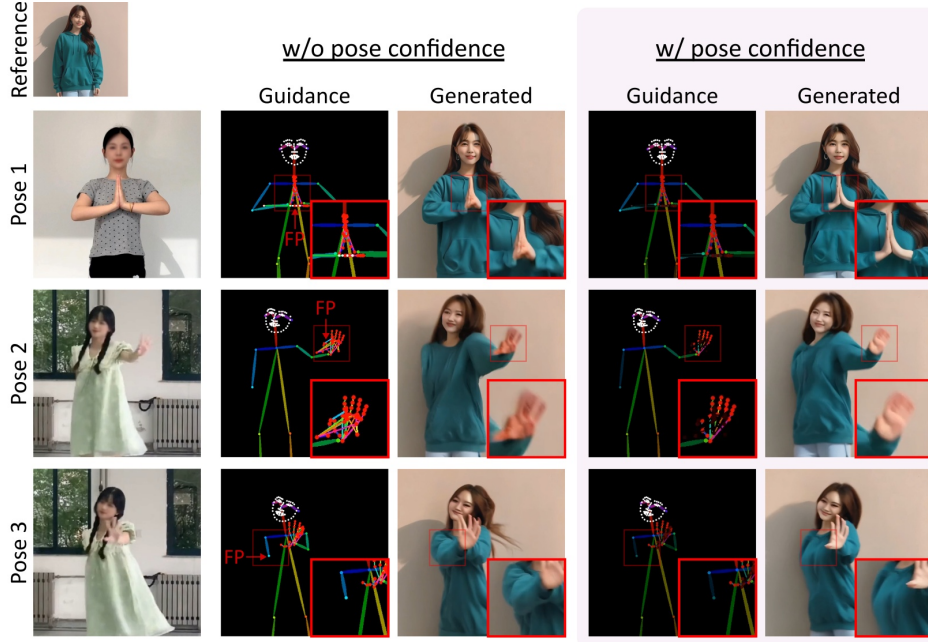 Reference
w/o pose confidence
w/ pose confidence
Guidance
Generated
Guidance
Generated
Pose 1
FP
Pose 2
FP
Pose 3
FP